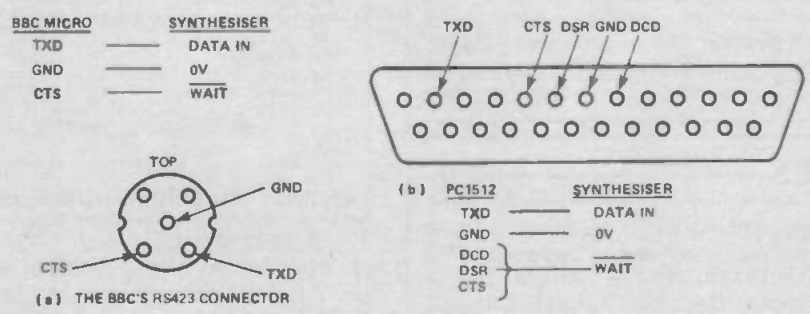 BBC MICRO SYNTHESISER
TXD DATA IN
GND 0V
CTS WAIT
TOP
GND
CTS
TXD
(a) THE BBC'S RS423 CONNECTOR
TXD CTS DSR GND DCD
(b) PC1512 SYNTHESISER
TXD DATA IN
GND 0V
DCD
DSR WAIT
CTS